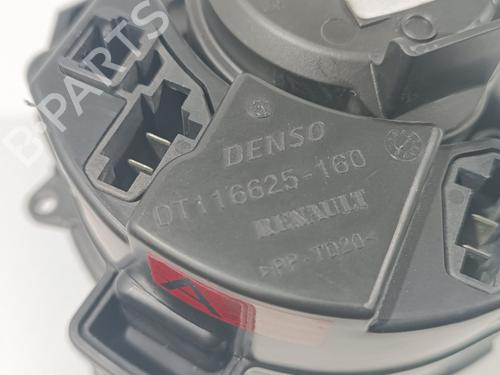 B-PARTS
DENSO
DT116625-160
RENAULT
>PP-TD20<
A